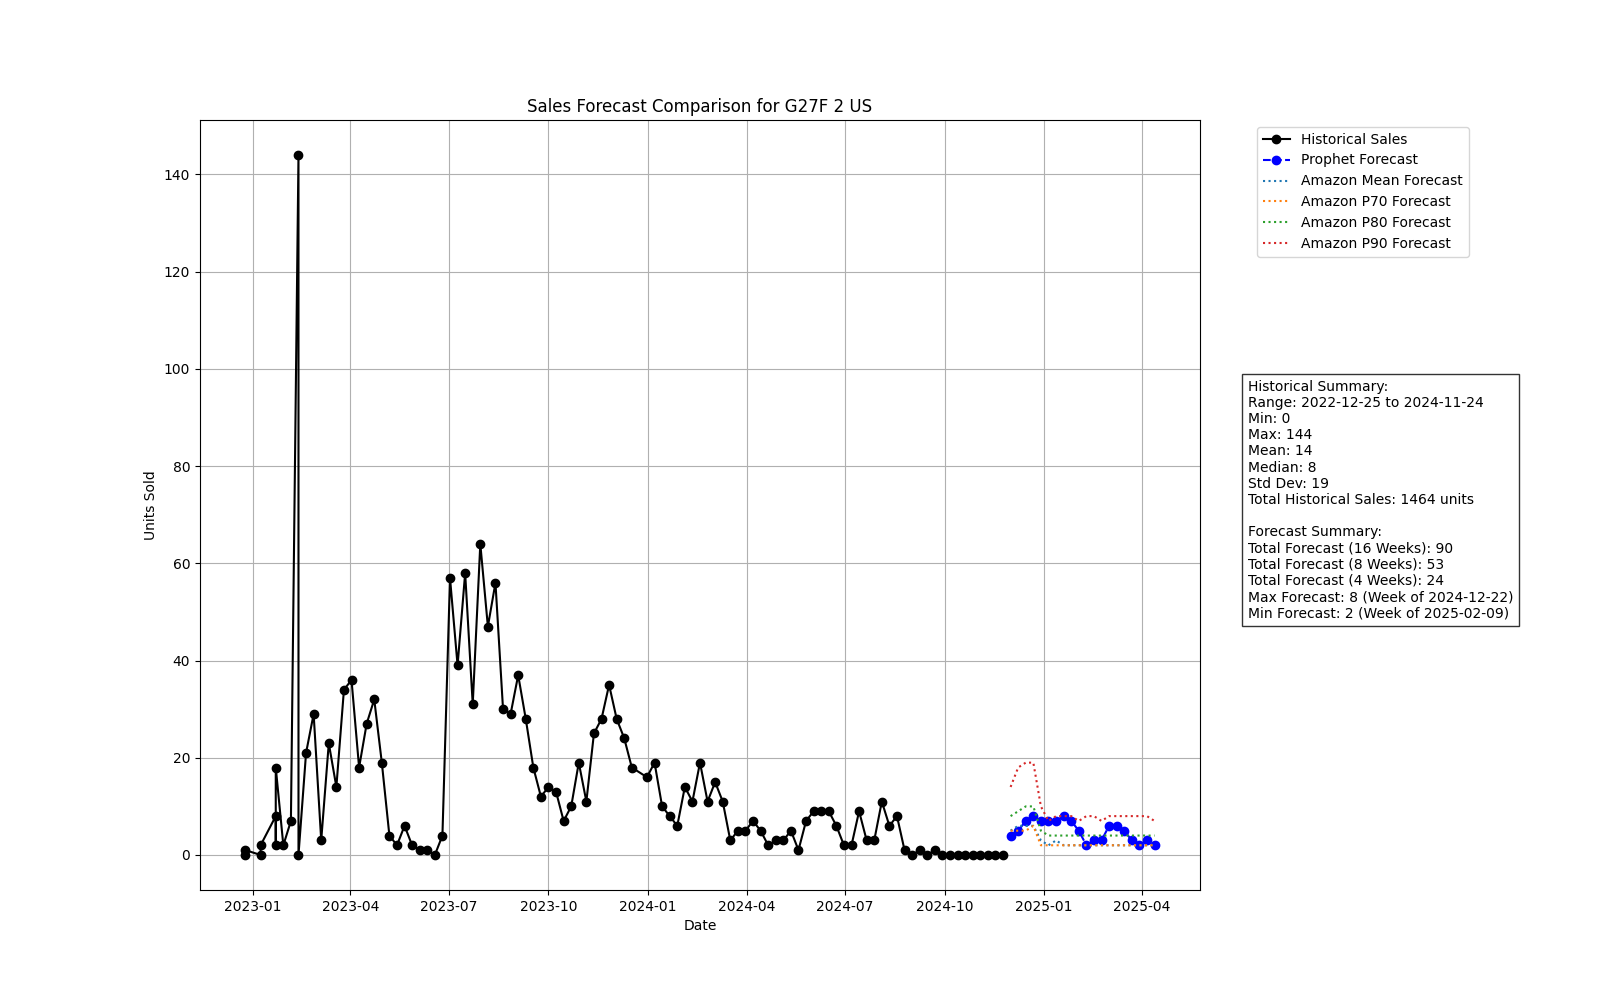 Sales Forecast Comparison for G27F 2 US
Historical Sales
Prophet Forecast
Amazon Mean Forecast
Amazon P70 Forecast
Amazon P80 Forecast
Amazon P90 Forecast
140
120
100
80
60
40
20
0
Units Sold
Historical Summary:
Range: 2022-12-25 to 2024-11-24
Min: 0
Max: 144
Mean: 14
Median: 8
Std Dev: 19
Total Historical Sales: 1464 units
Forecast Summary:
Total Forecast (16 Weeks): 90
Total Forecast (8 Weeks): 53
Total Forecast (4 Weeks): 24
Max Forecast: 8 (Week of 2024-12-22)
Min Forecast: 2 (Week of 2025-02-09)
2023-01 2023-04 2023-07 2023-10 2024-01 2024-04 2024-07 2024-10 2025-01 2025-04
Date